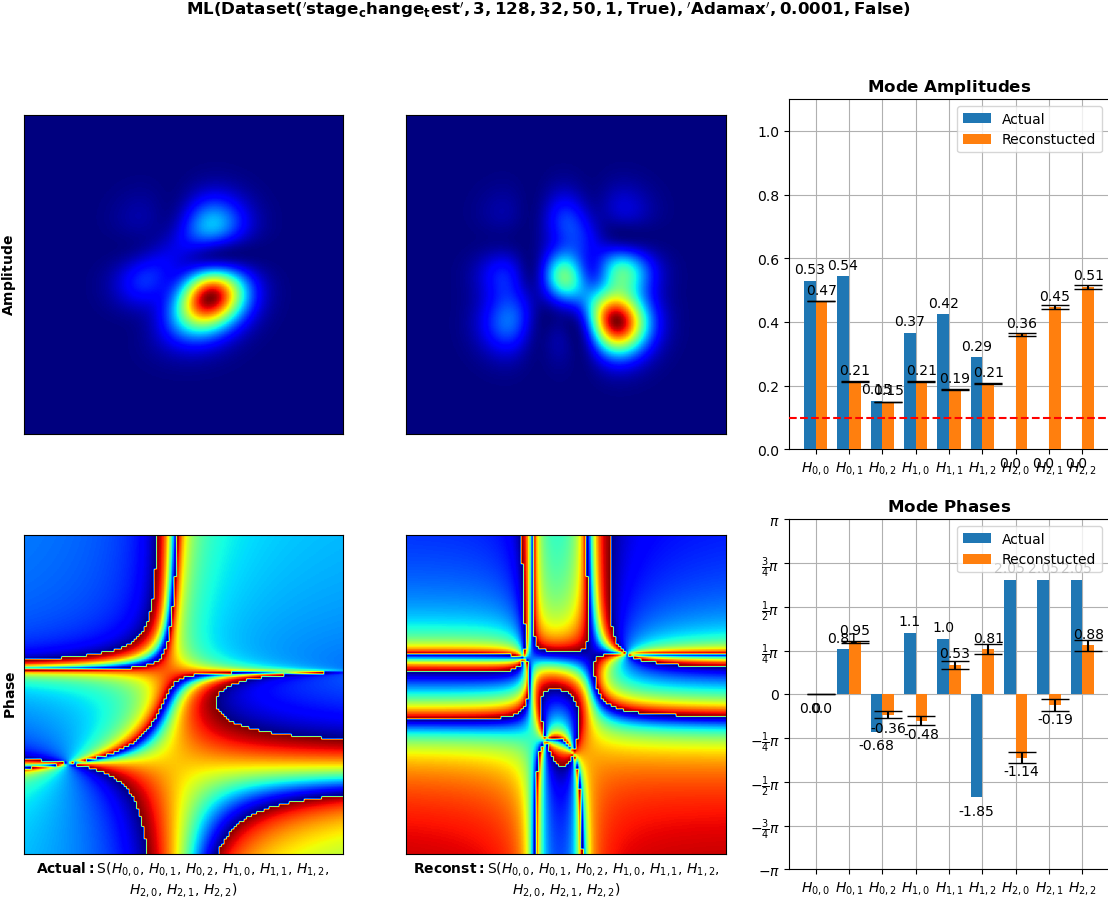 ML(Dataset('stage_change_test', 3, 128, 32, 50, 1, True), 'Adamax', 0.0001, False)
Amplitude
Mode Amplitudes
Actual
Reconstucted
1.0
0.8
0.6
0.4
0.2
0.0
0.53 0.47
0.54 0.21
0.15 0.15
0.37 0.21
0.42 0.19
0.29 0.21
0.0 0.36
0.0 0.45
0.0 0.51
H0,0 H0,1 H0,2 H1,0 H1,1 H1,2 H2,0 H2,1 H2,2
Phase
Mode Phases
Actual
Reconstucted
π
3/4π
1/2π
1/4π
0
−1/4π
−1/2π
−3/4π
−π
0.0 0.0
0.81 0.95
-0.68 -0.36
1.1 -0.48
1.0 0.53
-1.85 0.81
2.05 -1.14
2.05 -0.19
2.05 0.88
H0,0 H0,1 H0,2 H1,0 H1,1 H1,2 H2,0 H2,1 H2,2
Actual: S(H0,0, H0,1, H0,2, H1,0, H1,1, H1,2,
H2,0, H2,1, H2,2)
Reconst: S(H0,0, H0,1, H0,2, H1,0, H1,1, H1,2,
H2,0, H2,1, H2,2)